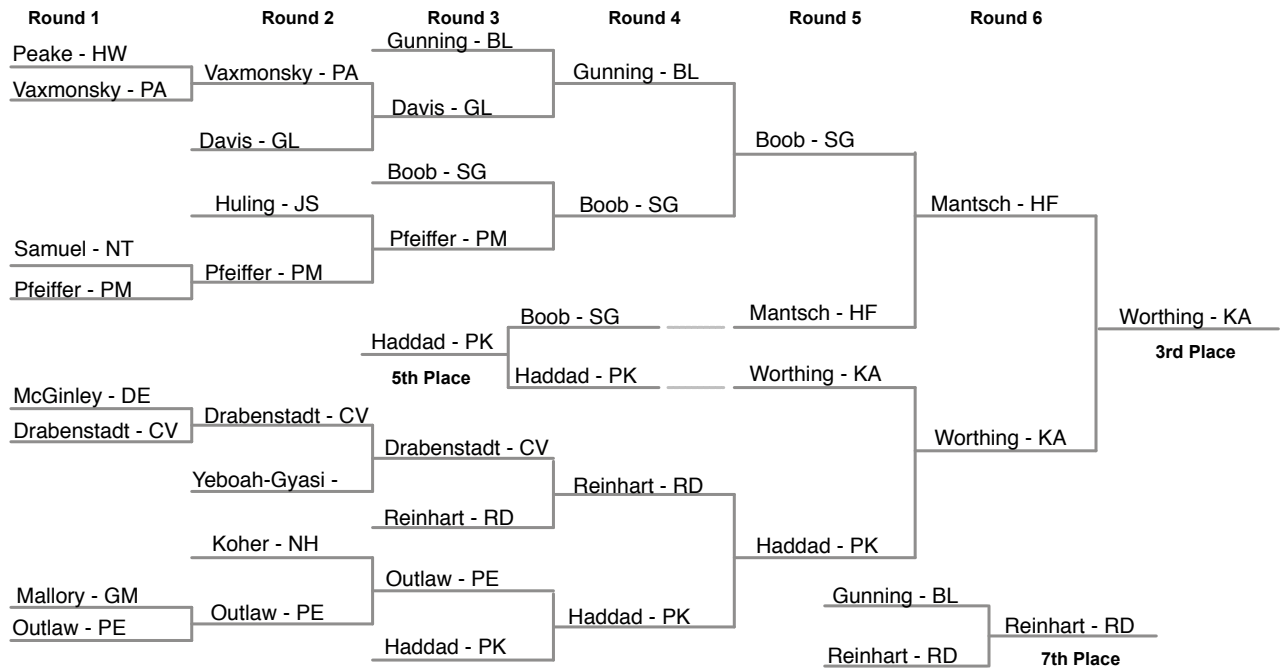 Round 1
Round 2
Round 3
Round 4
Round 5
Round 6
Peake - HW
Vaxmonsky - PA
Samuel - NT
Pfeiffer - PM
McGinley - DE
Drabenstadt - CV
Mallory - GM
Outlaw - PE
Vaxmonsky - PA
Davis - GL
Huling - JS
Pfeiffer - PM
Drabenstadt - CV
Yeboah-Gyasi -
Koher - NH
Outlaw - PE
Gunning - BL
Davis - GL
Boob - SG
Pfeiffer - PM
Haddad - PK
5th Place
Drabenstadt - CV
Reinhart - RD
Outlaw - PE
Haddad - PK
Gunning - BL
Boob - SG
Boob - SG
Haddad - PK
Reinhart - RD
Haddad - PK
Boob - SG
Mantsch - HF
Worthing - KA
Haddad - PK
Gunning - BL
Reinhart - RD
Mantsch - HF
Worthing - KA
Reinhart - RD
7th Place
Worthing - KA
3rd Place